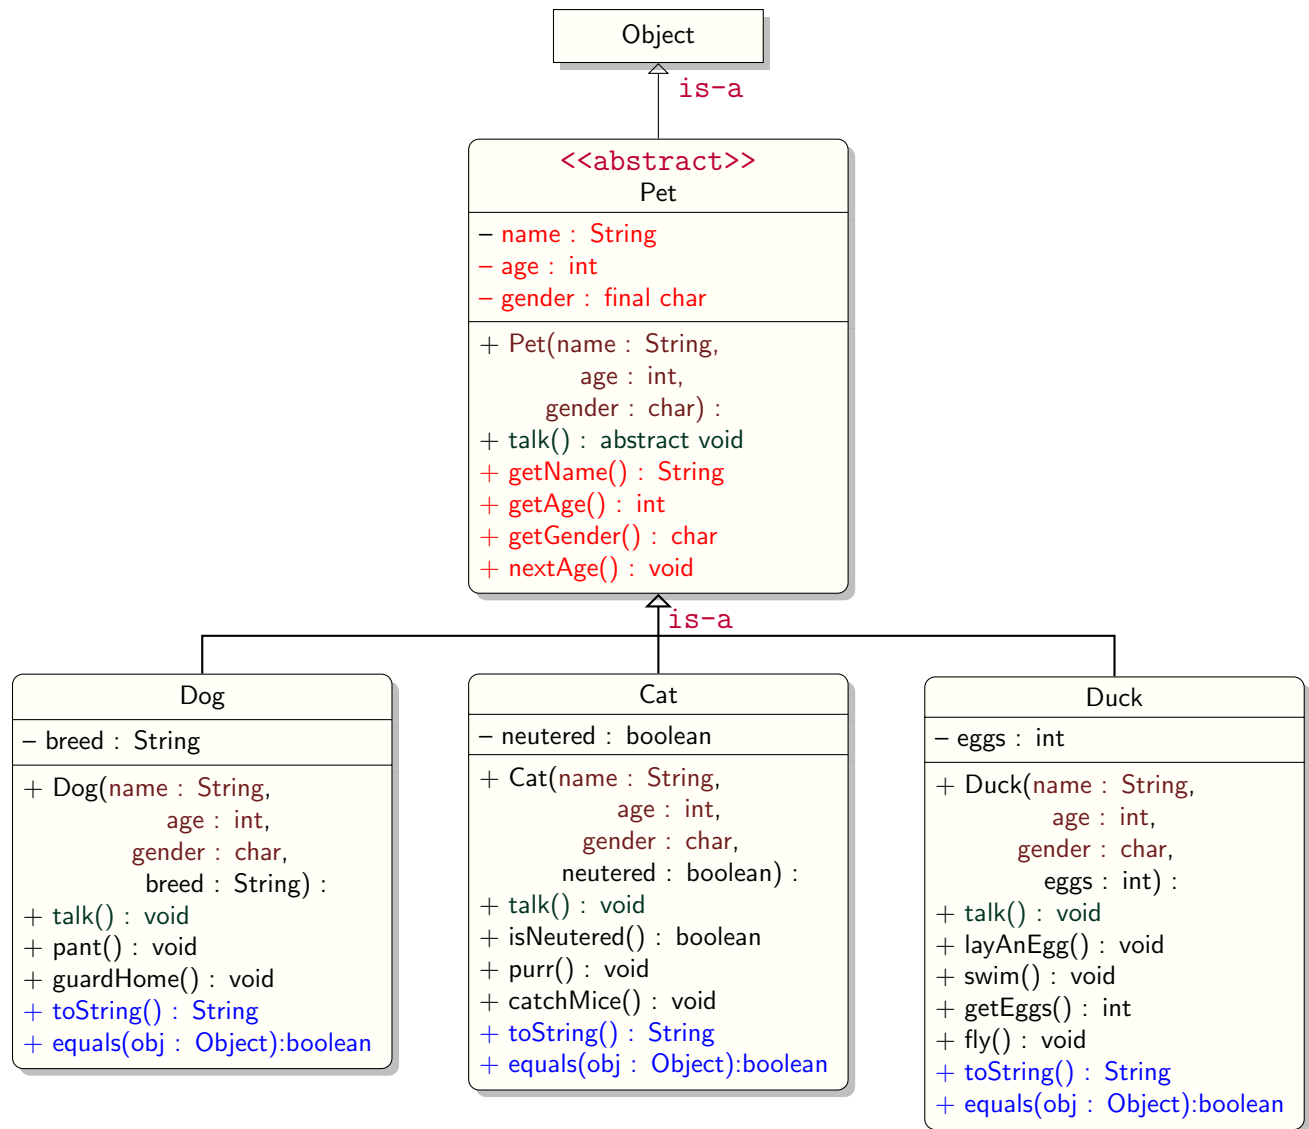 Object
is-a
<<abstract>>
Pet
– name : String
– age : int
– gender : final char
+ Pet(name : String,
age : int,
gender : char) :
+ talk() : abstract void
+ getName() : String
+ getAge() : int
+ getGender() : char
+ nextAge() : void
is-a
Dog
– breed : String
+ Dog(name : String,
age : int,
gender : char,
breed : String) :
+ talk() : void
+ pant() : void
+ guardHome() : void
+ toString() : String
+ equals(obj : Object):boolean
Cat
– neutered : boolean
+ Cat(name : String,
age : int,
gender : char,
neutered : boolean) :
+ talk() : void
+ isNeutered() : boolean
+ purr() : void
+ catchMice() : void
+ toString() : String
+ equals(obj : Object):boolean
Duck
– eggs : int
+ Duck(name : String,
age : int,
gender : char,
eggs : int) :
+ talk() : void
+ layAnEgg() : void
+ swim() : void
+ getEggs() : int
+ fly() : void
+ toString() : String
+ equals(obj : Object):boolean